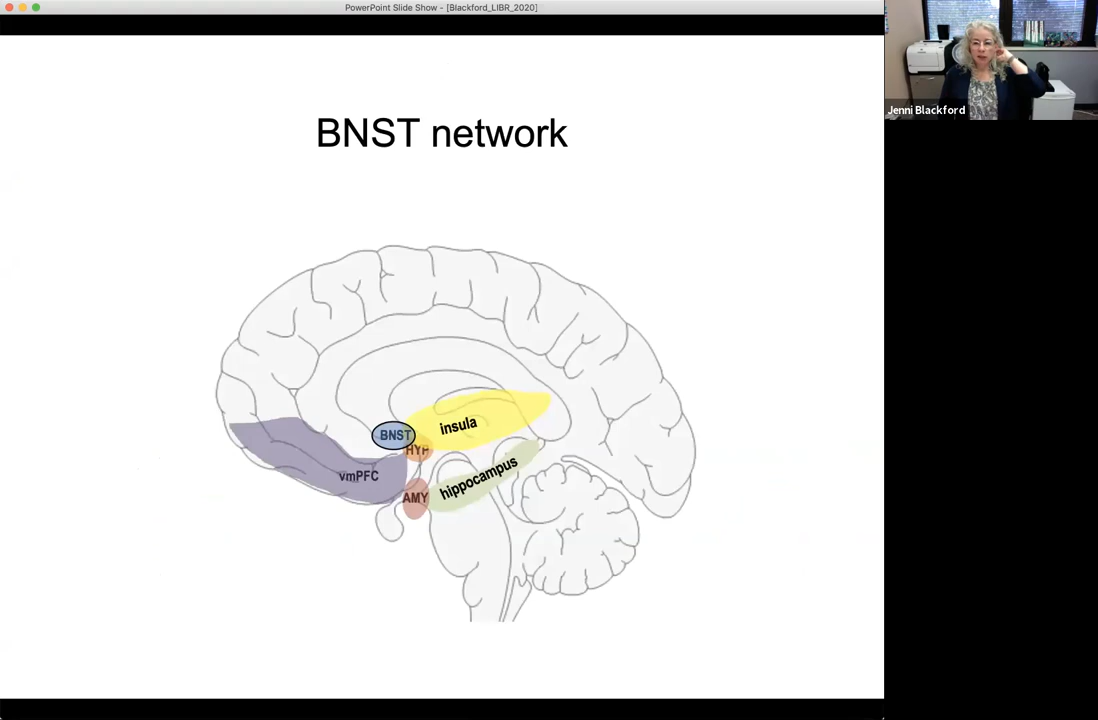 PowerPoint Slide Show - [Blackford_LIBR_2020]
Jenni Blackford
BNST network
BNST
insula
HYP
vmPFC
AMY
hippocampus